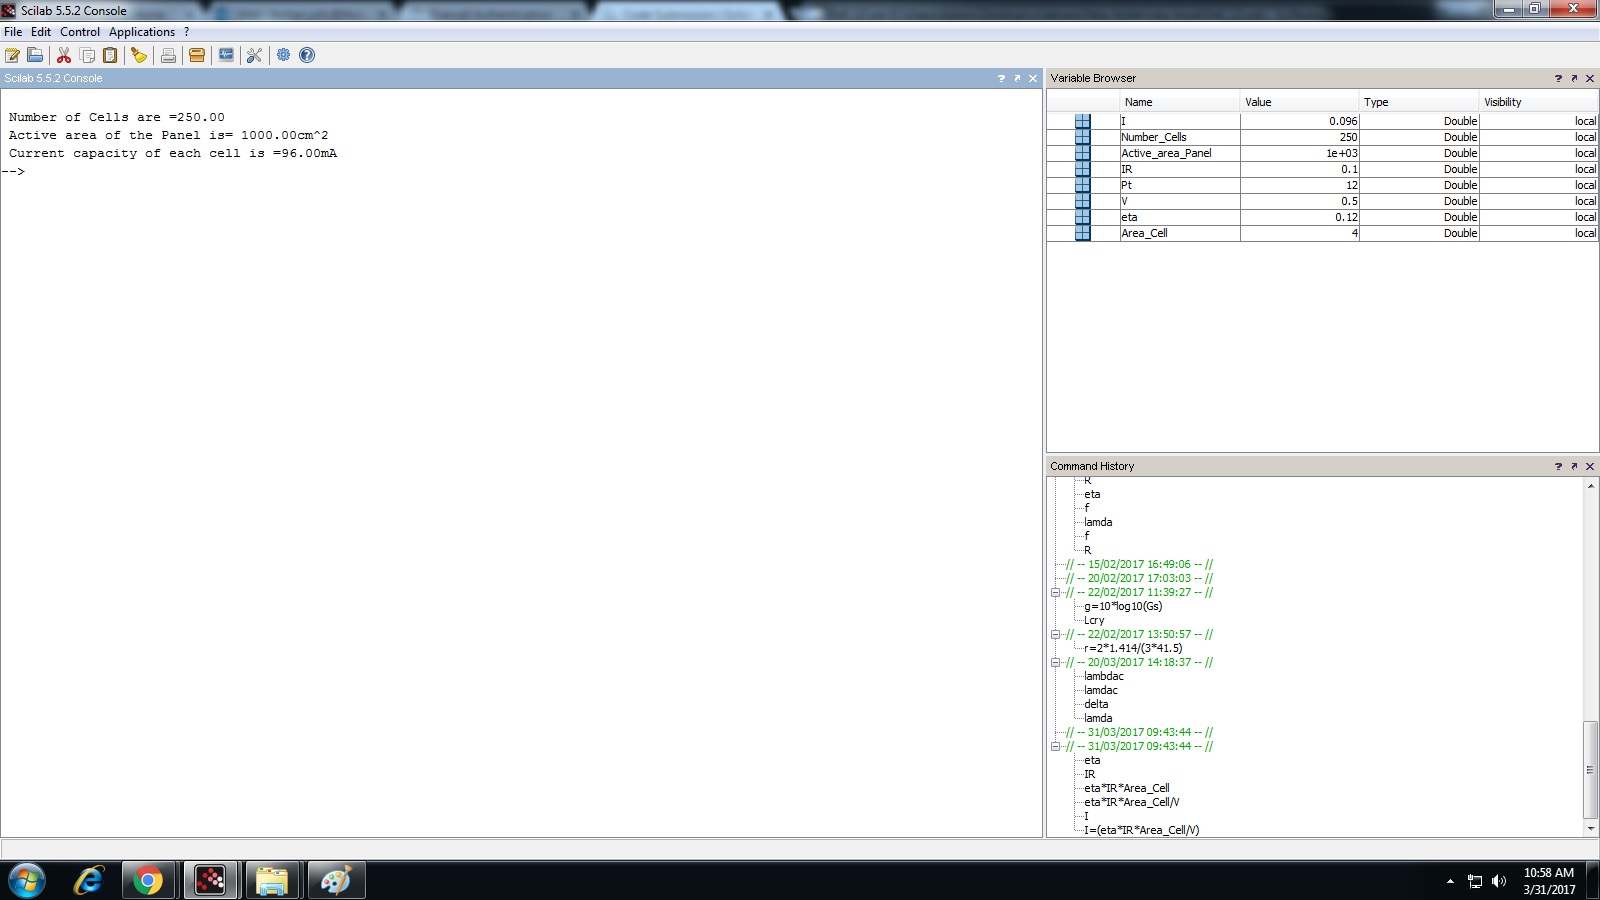 Scilab 5.5.2 Console
File Edit Control Applications ?
Scilab 5.5.2 Console
Number of Cells are =250.00
Active area of the Panel is= 1000.00cm^2
Current capacity of each cell is =96.00mA
-->
Variable Browser
Name Value Type Visibility
I 0.096 Double local
Number_Cells 250 Double local
Active_area_Panel 1e+03 Double local
IR 0.1 Double local
Pt 12 Double local
V 0.5 Double local
eta 0.12 Double local
Area_Cell 4 Double local
Command History
R
eta
f
lamda
f
R
// -- 15/02/2017 16:49:06 -- //
// -- 20/02/2017 17:03:03 -- //
// -- 22/02/2017 11:39:27 -- //
g=10*log10(Gs)
Lcry
// -- 22/02/2017 13:50:57 -- //
r=2*1.414/(3*41.5)
// -- 20/03/2017 14:18:37 -- //
lambdac
lamdac
delta
lamda
// -- 31/03/2017 09:43:44 -- //
// -- 31/03/2017 09:43:44 -- //
eta
IR
eta*IR*Area_Cell
eta*IR*Area_Cell/V
I
I=(eta*IR*Area_Cell/V)
10:58 AM
3/31/2017